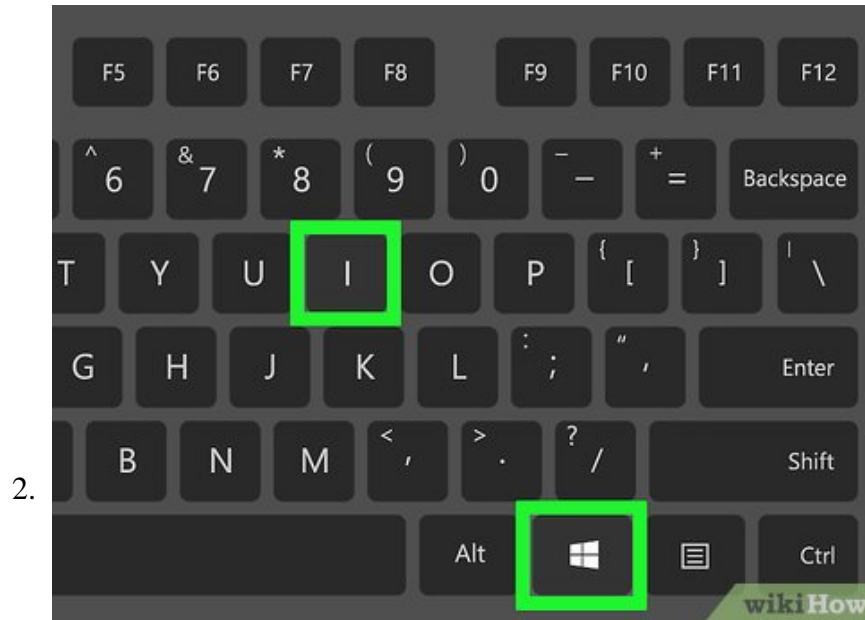 F5 F6 F7 F8 F9 F10 F11 F12
^ 6 & 7 * 8 ( 9 ) 0 _ – + = Backspace
T Y U I O P { [ } ] | \
G H J K L : ; " ' Enter
B N M < , > . ? / Shift
2.
Alt Ctrl
wikiHow